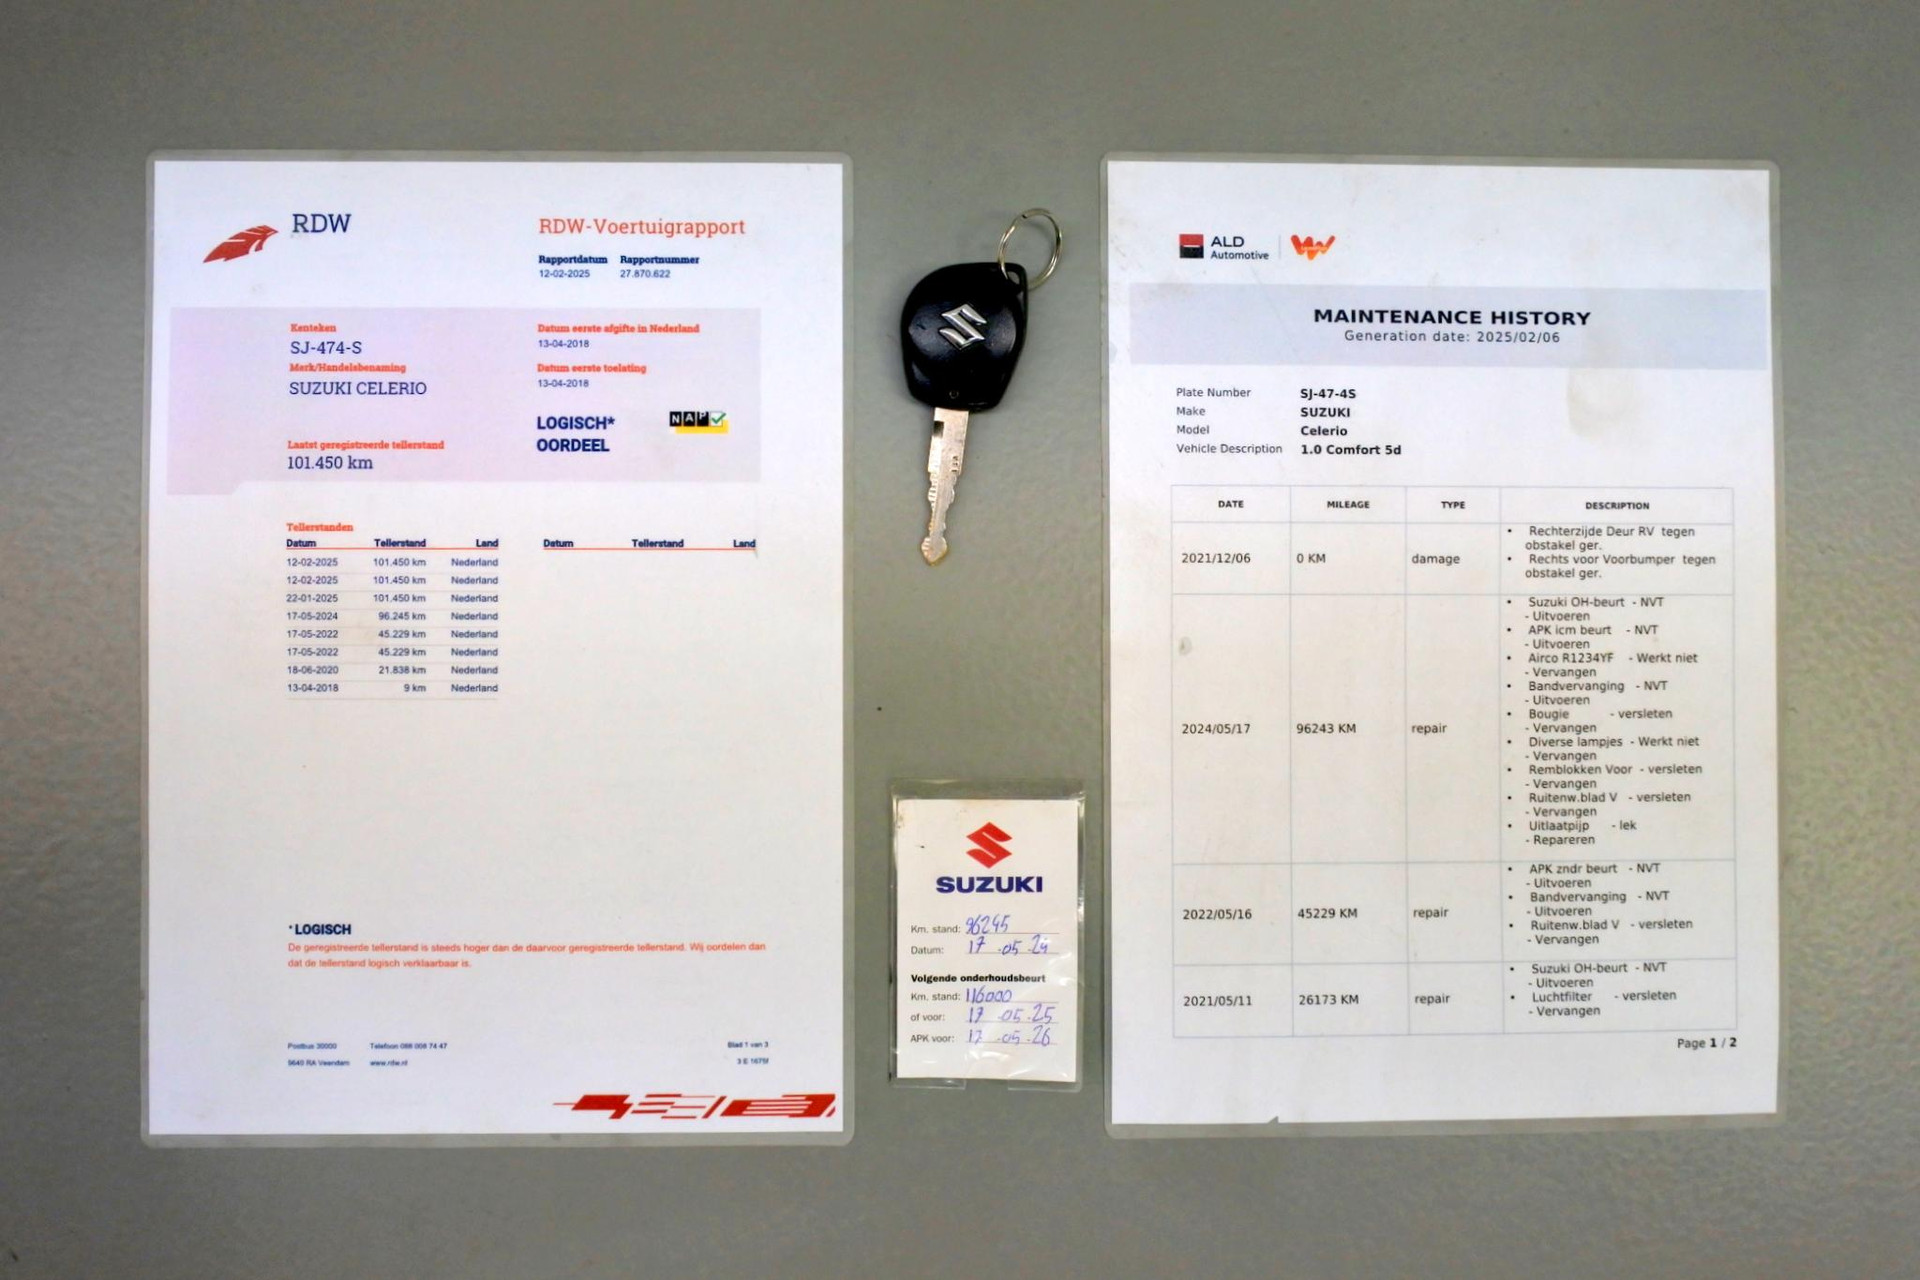 RDW
RDW-Voertuigrapport
Rapportdatum Rapportnummer
12-02-2025 27.870.622
Kenteken
SJ-474-S
Merk/Handelsbenaming
SUZUKI CELERIO
Datum eerste afgifte in Nederland
13-04-2018
Datum eerste toelating
13-04-2018
LOGISCH*
OORDEEL
NAP
Laatst geregistreerde tellerstand
101.450 km
Tellerstanden
Datum Tellerstand Land
12-02-2025 101.450 km Nederland
12-02-2025 101.450 km Nederland
22-01-2025 101.450 km Nederland
17-05-2024 96.245 km Nederland
17-05-2022 45.229 km Nederland
17-05-2022 45.229 km Nederland
18-06-2020 21.838 km Nederland
13-04-2018 9 km Nederland
Datum Tellerstand Land
*LOGISCH
De geregistreerde tellerstand is steeds hoger dan de daarvoor geregistreerde tellerstand. Wij oordelen dan
dat de tellerstand logisch verklaarbaar is.
Postbus 30000 Telefoon 088 008 74 47
9640 RA Veendam www.rdw.nl
Blad 1 van 3
3 E 1675f
SUZUKI
Km. stand: 96245
Datum: 17-05-24
Volgende onderhoudsbeurt
Km. stand: 116000
of voor: 17-05-25
APK voor: 17-05-26
ALD
Automotive
MAINTENANCE HISTORY
Generation date: 2025/02/06
Plate Number SJ-47-4S
Make SUZUKI
Model Celerio
Vehicle Description 1.0 Comfort 5d
DATE MILEAGE TYPE DESCRIPTION
2021/12/06 0 KM damage
• Rechterzijde Deur RV tegen
obstakel ger.
• Rechts voor Voorbumper tegen
obstakel ger.
2024/05/17 96243 KM repair
• Suzuki OH-beurt - NVT
- Uitvoeren
• APK icm beurt - NVT
- Uitvoeren
• Airco R1234YF - Werkt niet
- Vervangen
• Bandvervanging - NVT
- Uitvoeren
• Bougie - versleten
- Vervangen
• Diverse lampjes - Werkt niet
- Vervangen
• Remblokken Voor - versleten
- Vervangen
• Ruitenw.blad V - versleten
- Vervangen
• Uitlaatpijp - lek
- Repareren
2022/05/16 45229 KM repair
• APK zndr beurt - NVT
- Uitvoeren
• Bandvervanging - NVT
- Uitvoeren
• Ruitenw.blad V - versleten
- Vervangen
2021/05/11 26173 KM repair
• Suzuki OH-beurt - NVT
- Uitvoeren
• Luchtfilter - versleten
- Vervangen
Page 1 / 2